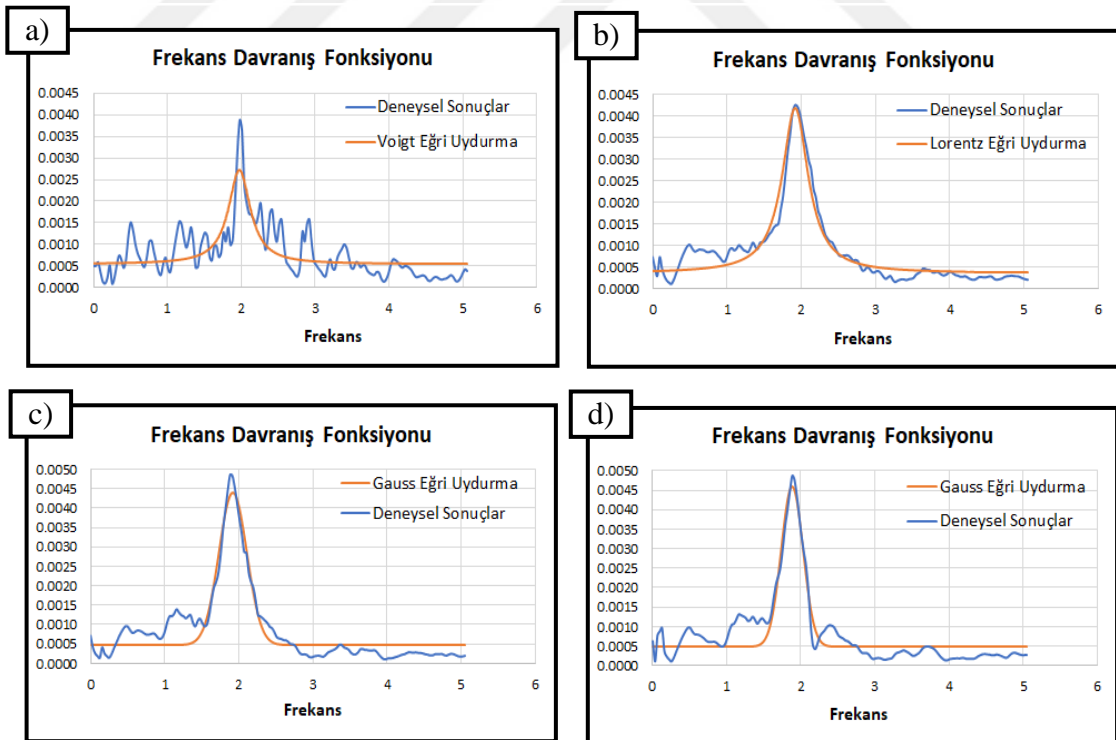 a)
Frekans Davranış Fonksiyonu
0.0045
0.0040
0.0035
0.0030
0.0025
0.0020
0.0015
0.0010
0.0005
0.0000
Deneysel Sonuçlar
Voigt Eğri Uydurma
0 1 2 3 4 5 6
Frekans
b)
Frekans Davranış Fonksiyonu
0.0045
0.0040
0.0035
0.0030
0.0025
0.0020
0.0015
0.0010
0.0005
0.0000
Deneysel Sonuçlar
Lorentz Eğri Uydurma
0 1 2 3 4 5 6
Frekans
c)
Frekans Davranış Fonksiyonu
0.0050
0.0045
0.0040
0.0035
0.0030
0.0025
0.0020
0.0015
0.0010
0.0005
0.0000
Gauss Eğri Uydurma
Deneysel Sonuçlar
0 1 2 3 4 5 6
Frekans
d)
Frekans Davranış Fonksiyonu
0.0050
0.0045
0.0040
0.0035
0.0030
0.0025
0.0020
0.0015
0.0010
0.0005
0.0000
Gauss Eğri Uydurma
Deneysel Sonuçlar
0 1 2 3 4 5 6
Frekans